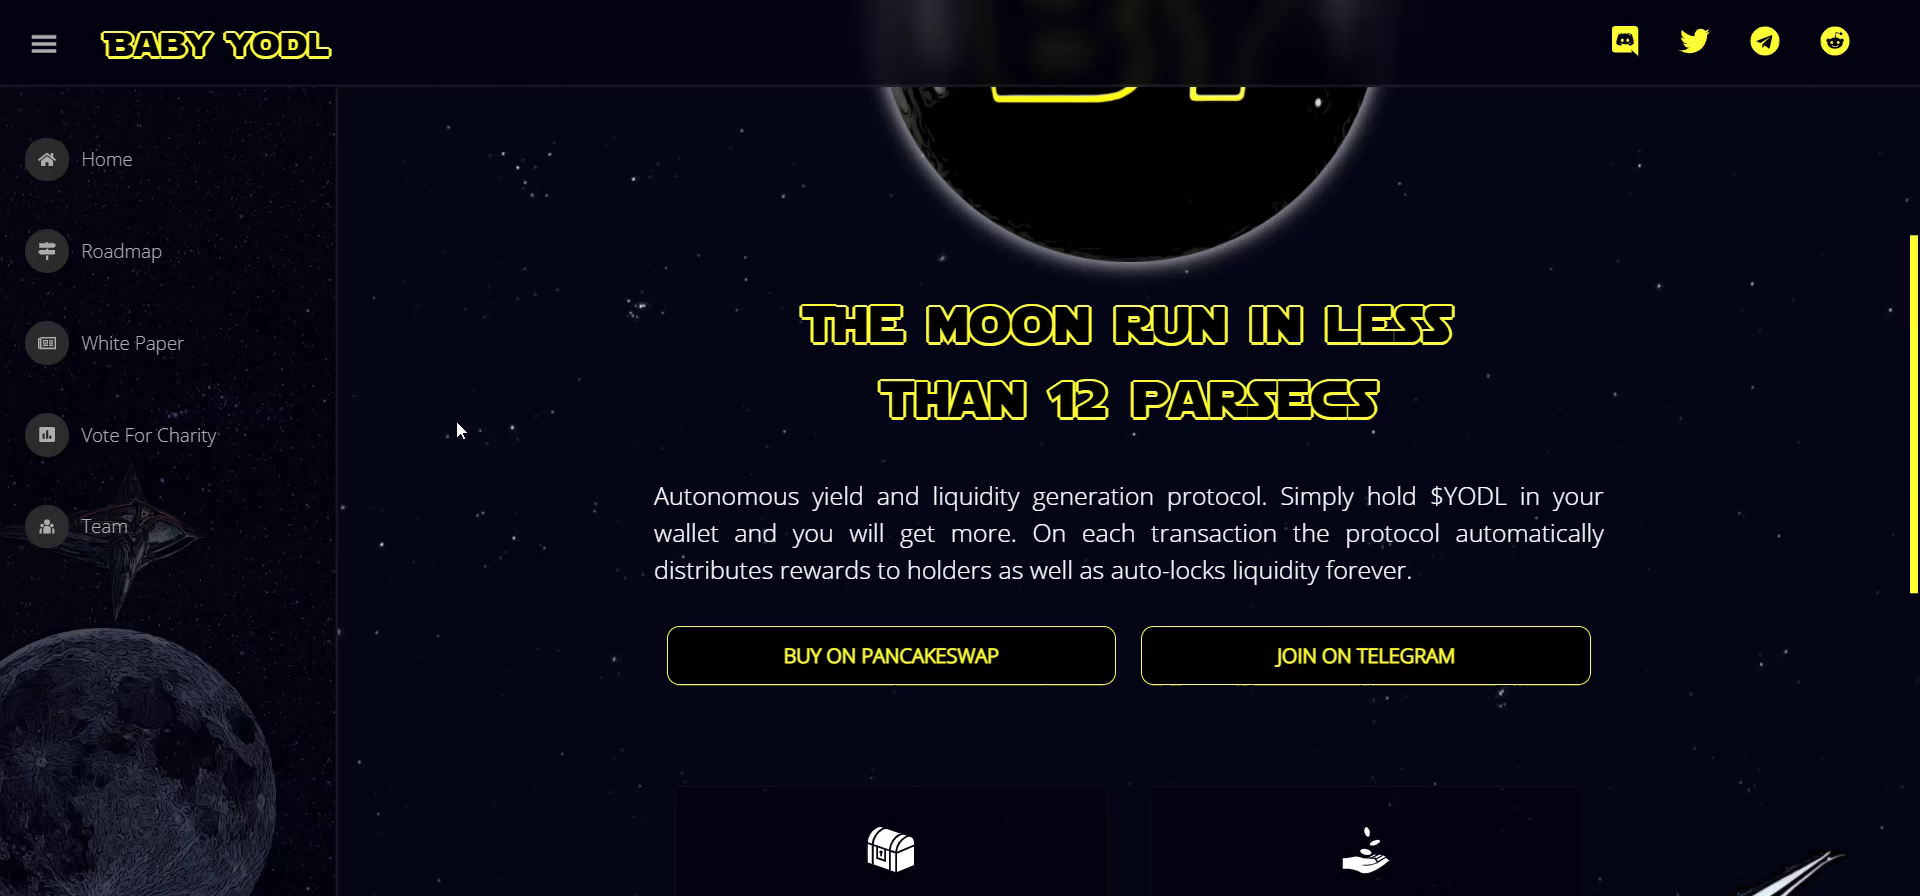 BABY YODL
Home
Roadmap
White Paper
Vote For Charity
Team
THE MOON RUN IN LESS
THAN 12 PARSECS
Autonomous yield and liquidity generation protocol. Simply hold $YODL in your
wallet and you will get more. On each transaction the protocol automatically
distributes rewards to holders as well as auto-locks liquidity forever.
BUY ON PANCAKESWAP
JOIN ON TELEGRAM